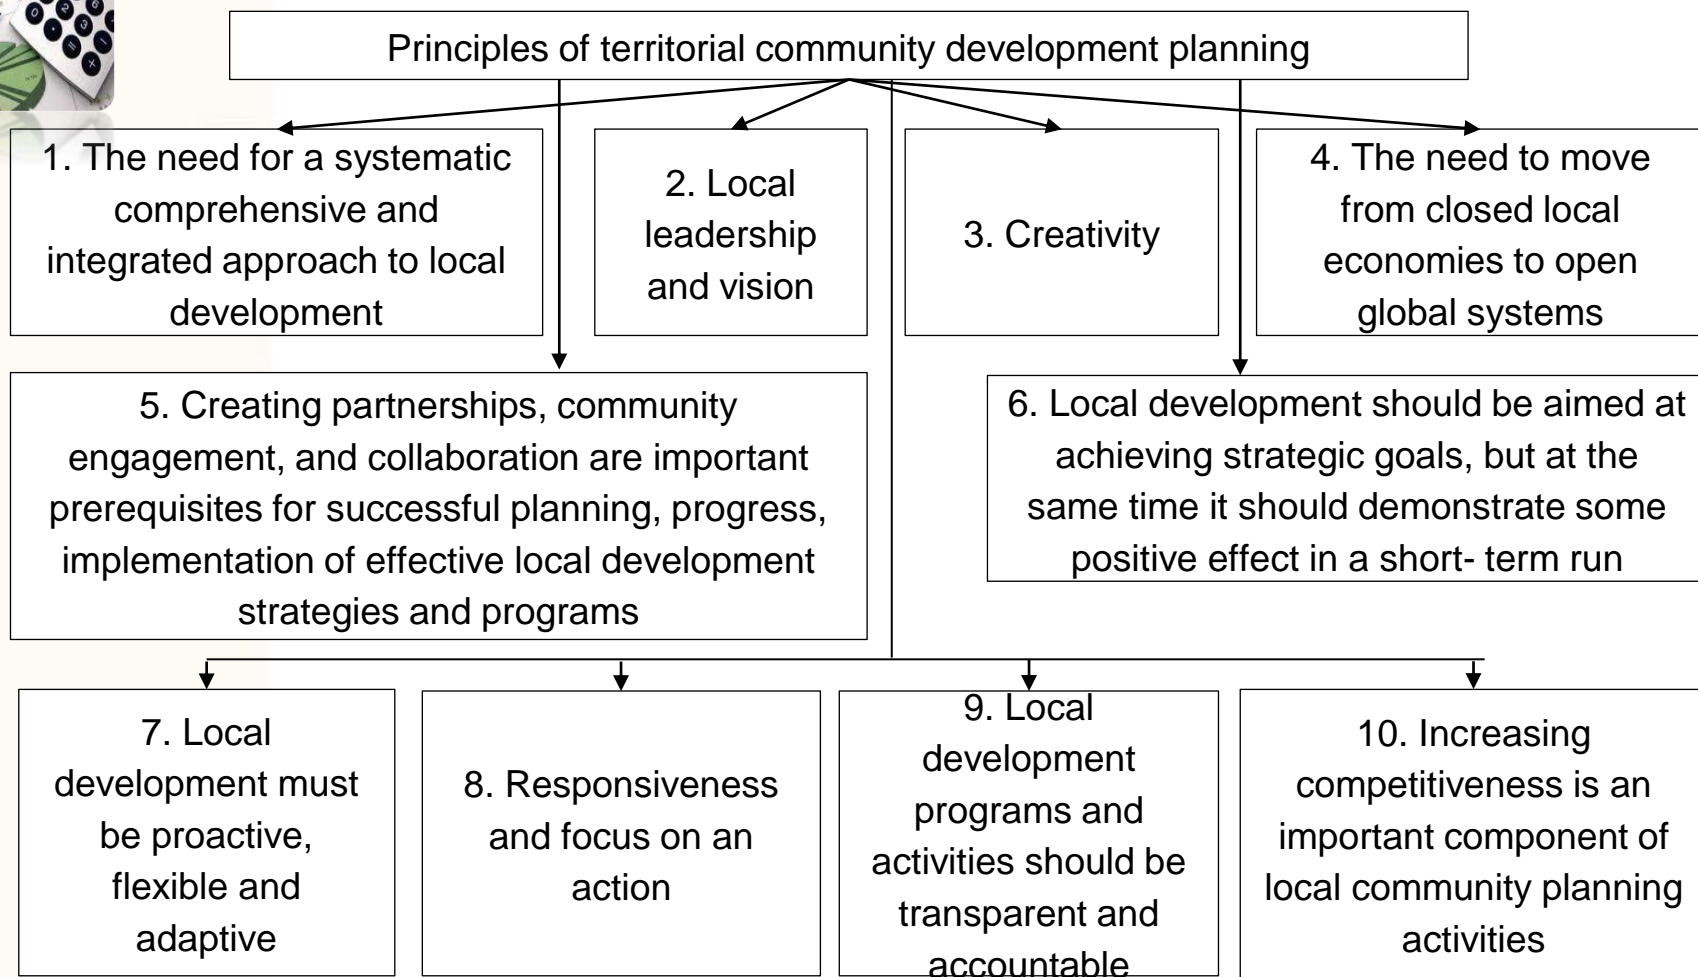 Principles of territorial community development planning
1. The need for a systematic
comprehensive and
integrated approach to local
development
2. Local
leadership
and vision
3. Creativity
4. The need to move
from closed local
economies to open
global systems
5. Creating partnerships, community
engagement, and collaboration are important
prerequisites for successful planning, progress,
implementation of effective local development
strategies and programs
6. Local development should be aimed at
achieving strategic goals, but at the
same time it should demonstrate some
positive effect in a short- term run
7. Local
development must
be proactive,
flexible and
adaptive
8. Responsiveness
and focus on an
action
9. Local
development
programs and
activities should be
transparent and
accountable
10. Increasing
competitiveness is an
important component of
local community planning
activities